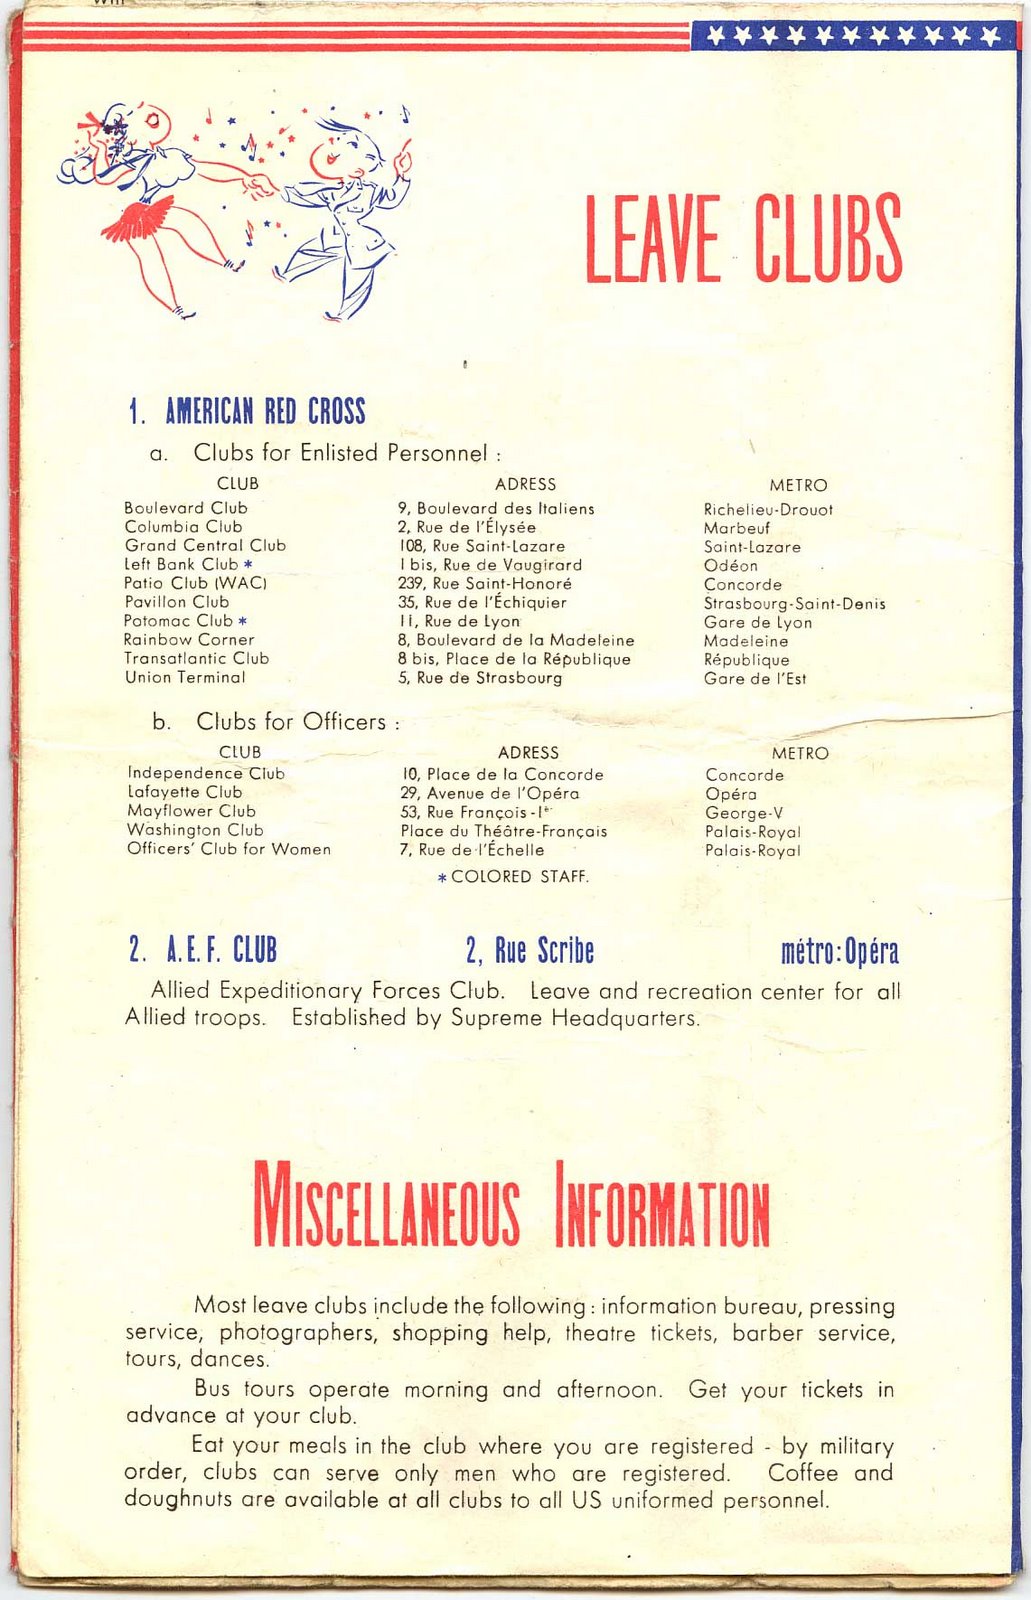 LEAVE CLUBS
1. AMERICAN RED CROSS
a. Clubs for Enlisted Personnel :
CLUB ADRESS METRO
Boulevard Club 9, Boulevard des Italiens Richelieu-Drouot
Columbia Club 2, Rue de l'Élysée Marbeuf
Grand Central Club 108, Rue Saint-Lazare Saint-Lazare
Left Bank Club * 1 bis, Rue de Vaugirard Odéon
Patio Club (WAC) 239, Rue Saint-Honoré Concorde
Pavillon Club 35, Rue de l'Échiquier Strasbourg-Saint-Denis
Potomac Club * 11, Rue de Lyon Gare de Lyon
Rainbow Corner 8, Boulevard de la Madeleine Madeleine
Transatlantic Club 8 bis, Place de la République République
Union Terminal 5, Rue de Strasbourg Gare de l'Est
b. Clubs for Officers :
CLUB ADRESS METRO
Independence Club 10, Place de la Concorde Concorde
Lafayette Club 29, Avenue de l'Opéra Opéra
Mayflower Club 53, Rue François-Ier George-V
Washington Club Place du Théâtre-Français Palais-Royal
Officers' Club for Women 7, Rue de l'Échelle Palais-Royal
* COLORED STAFF.
2. A.E.F. CLUB 2, Rue Scribe métro: Opéra
Allied Expeditionary Forces Club. Leave and recreation center for all
Allied troops. Established by Supreme Headquarters.
MISCELLANEOUS INFORMATION
Most leave clubs include the following : information bureau, pressing
service, photographers, shopping help, theatre tickets, barber service,
tours, dances.
Bus tours operate morning and afternoon. Get your tickets in
advance at your club.
Eat your meals in the club where you are registered - by military
order, clubs can serve only men who are registered. Coffee and
doughnuts are available at all clubs to all US uniformed personnel.